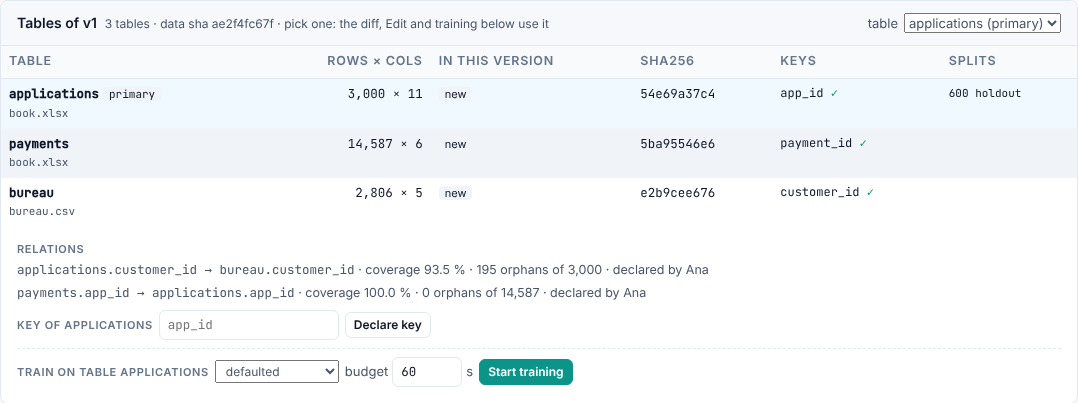 Tables of v1 3 tables · data sha ae2f4fc67f · pick one: the diff, Edit and training below use it table applications (primary)
TABLE ROWS × COLS IN THIS VERSION SHA256 KEYS SPLITS
applications primary 3,000 × 11 new 54e69a37c4 app_id ✓ 600 holdout
book.xlsx
payments 14,587 × 6 new 5ba95546e6 payment_id ✓
book.xlsx
bureau 2,806 × 5 new e2b9cee676 customer_id ✓
bureau.csv
RELATIONS
applications.customer_id → bureau.customer_id · coverage 93.5 % · 195 orphans of 3,000 · declared by Ana
payments.app_id → applications.app_id · coverage 100.0 % · 0 orphans of 14,587 · declared by Ana
KEY OF APPLICATIONS app_id Declare key
TRAIN ON TABLE APPLICATIONS defaulted budget 60 s Start training